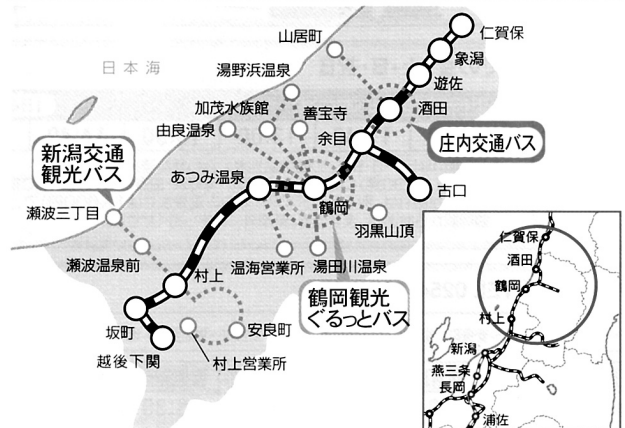 山居町
仁賀保
象潟
日本海
湯野浜温泉
遊佐
加茂水族館
善宝寺
酒田
由良温泉
余目
庄内交通バス
新潟交通
観光バス
あつみ温泉
鶴岡
古口
瀬波三丁目
羽黒山頂
瀬波温泉前
温海営業所
湯田川温泉
村上
鶴岡観光
ぐるっとバス
坂町
安良町
越後下関
村上営業所
仁賀保
酒田
鶴岡
村上
新潟
燕三条
長岡
浦佐